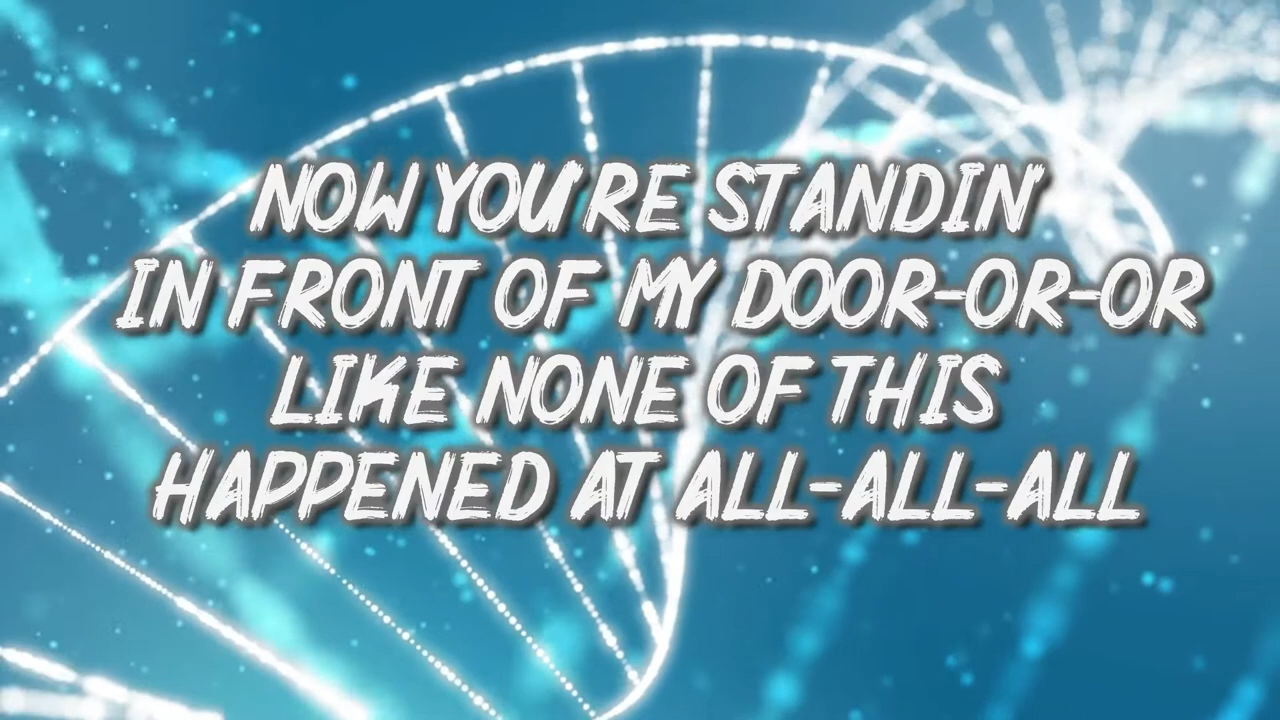 NOW YOU'RE STANDIN'
IN FRONT OF MY DOOR-OR-OR
LIKE NONE OF THIS
HAPPENED AT ALL-ALL-ALL